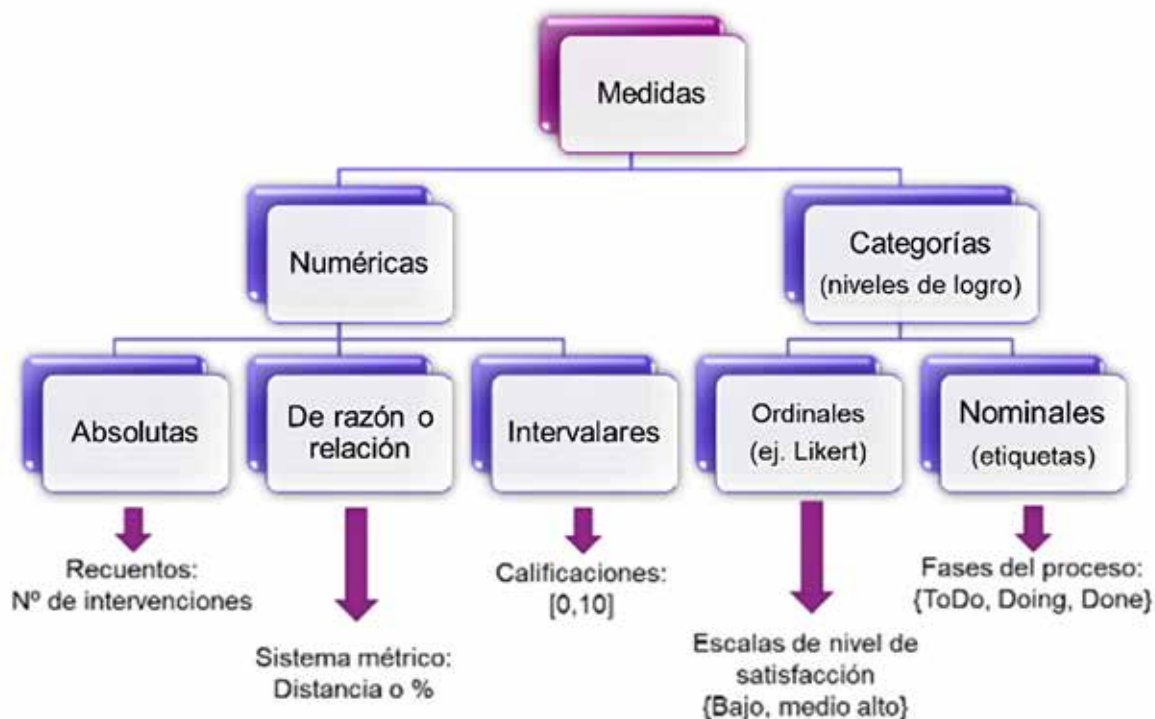 Medidas
Numéricas
Categorías
(niveles de logro)
Absolutas
De razón o
relación
Intervalares
Ordinales
(ej. Likert)
Nominales
(etiquetas)
Recuentos:
Nº de intervenciones
Sistema métrico:
Distancia o %
Calificaciones:
[0,10]
Escalas de nivel de
satisfacción
{Bajo, medio alto}
Fases del proceso:
{ToDo, Doing, Done}